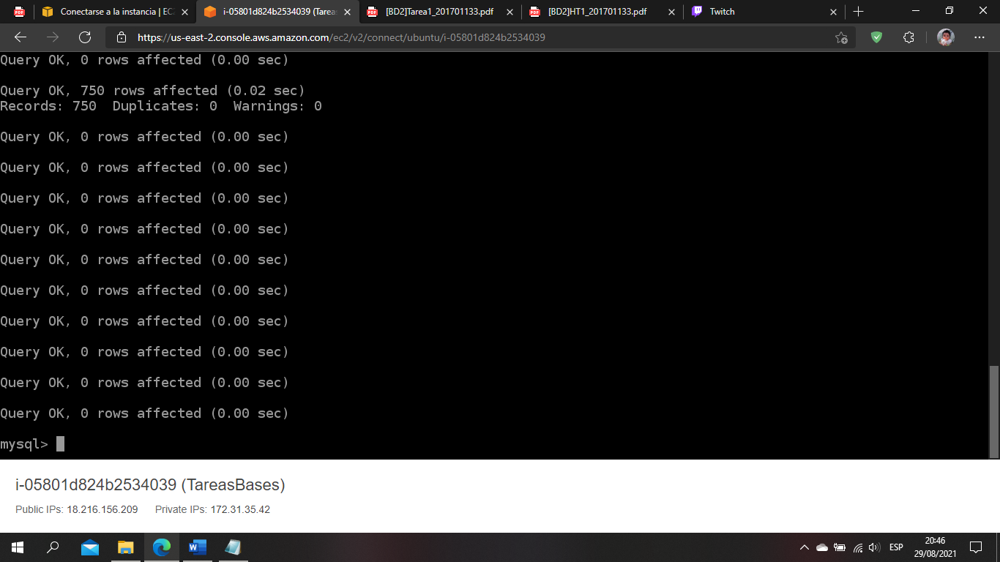 Conectarse a la instancia | EC
i-05801d824b2534039 (Tarea
[BD2]Tarea1_201701133.pdf
[BD2]HT1_201701133.pdf
Twitch
https://us-east-2.console.aws.amazon.com/ec2/v2/connect/ubuntu/i-05801d824b2534039
Query OK, 0 rows affected (0.00 sec)
Query OK, 750 rows affected (0.02 sec)
Records: 750  Duplicates: 0  Warnings: 0
Query OK, 0 rows affected (0.00 sec)
Query OK, 0 rows affected (0.00 sec)
Query OK, 0 rows affected (0.00 sec)
Query OK, 0 rows affected (0.00 sec)
Query OK, 0 rows affected (0.00 sec)
Query OK, 0 rows affected (0.00 sec)
Query OK, 0 rows affected (0.00 sec)
Query OK, 0 rows affected (0.00 sec)
Query OK, 0 rows affected (0.00 sec)
Query OK, 0 rows affected (0.00 sec)
mysql>
i-05801d824b2534039 (TareasBases)
Public IPs: 18.216.156.209 Private IPs: 172.31.35.42
ESP
20:46
29/08/2021